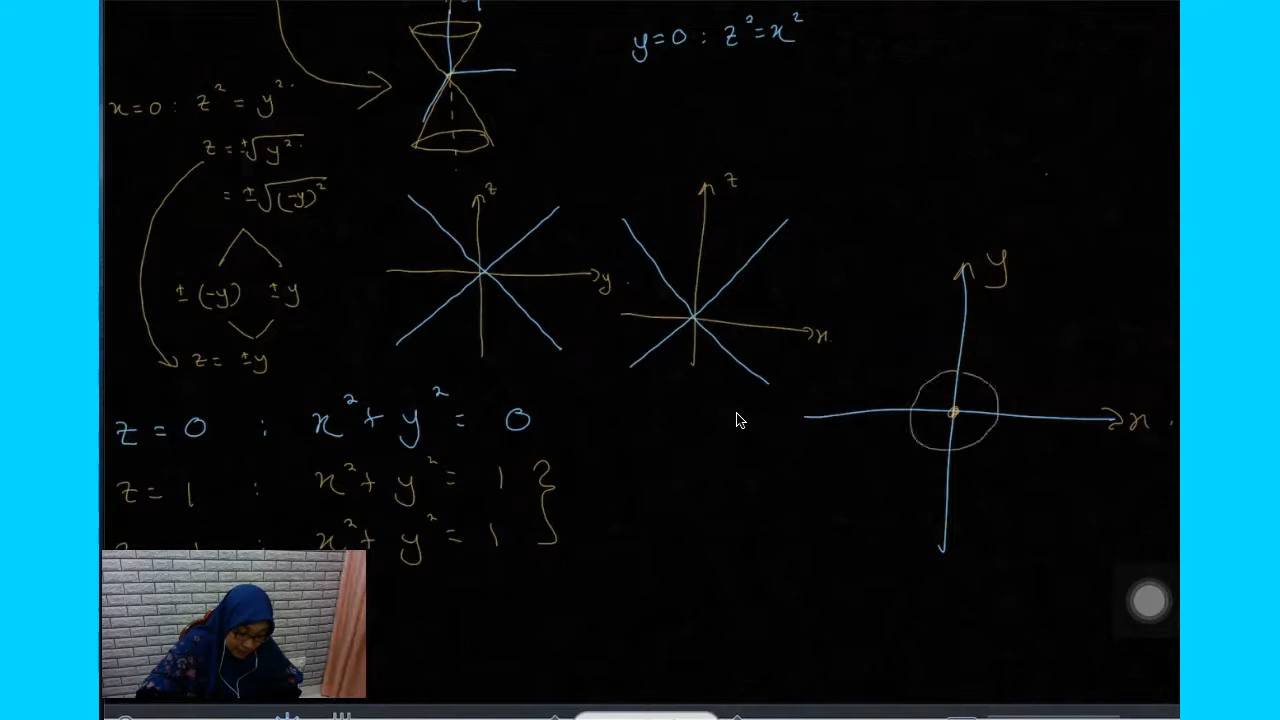 y=0 : z²=x²
x=0 : z² = y²
z = ±√y²
= ±√(-y)²
±(-y) ±y
z = ±y
z
y
z
x
y
x
z = 0 : x² + y² = 0
z = 1 : x² + y² = 1 }
: x² + y² = 1